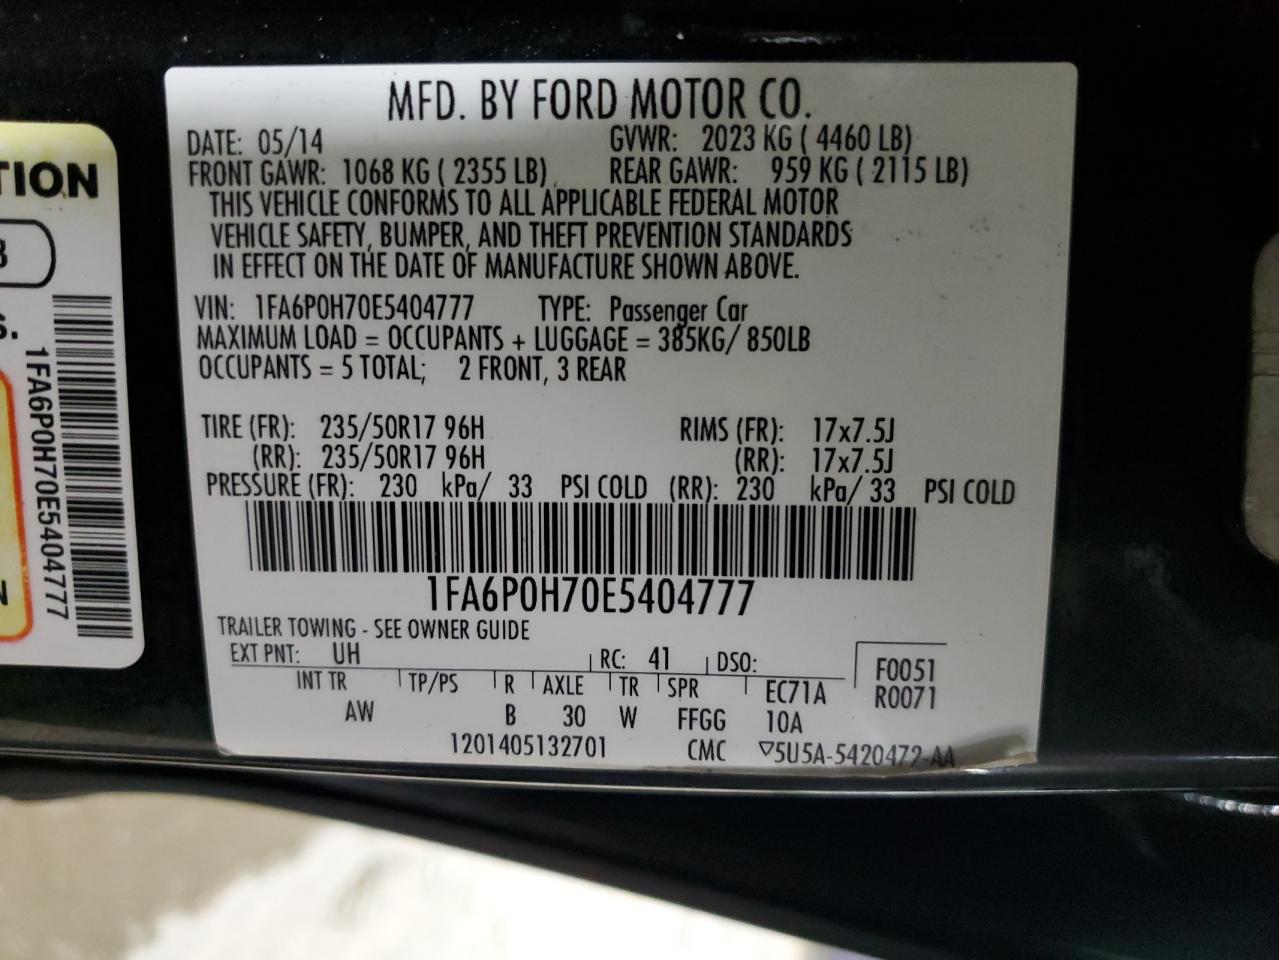 MFD. BY FORD MOTOR CO.
DATE: 05/14 GVWR: 2023 KG ( 4460 LB)
FRONT GAWR: 1068 KG ( 2355 LB) REAR GAWR: 959 KG ( 2115 LB)
THIS VEHICLE CONFORMS TO ALL APPLICABLE FEDERAL MOTOR
VEHICLE SAFETY, BUMPER, AND THEFT PREVENTION STANDARDS
IN EFFECT ON THE DATE OF MANUFACTURE SHOWN ABOVE.
VIN: 1FA6P0H70E5404777 TYPE: Passenger Car
MAXIMUM LOAD = OCCUPANTS + LUGGAGE = 385KG/ 850LB
OCCUPANTS = 5 TOTAL; 2 FRONT, 3 REAR
TIRE (FR): 235/50R17 96H RIMS (FR): 17x7.5J
(RR): 235/50R17 96H (RR): 17x7.5J
PRESSURE (FR): 230 kPa/ 33 PSI COLD (RR): 230 kPa/ 33 PSI COLD
1FA6P0H70E5404777
TRAILER TOWING - SEE OWNER GUIDE
EXT PNT: UH RC: 41 DSO: F0051
INT TR TP/PS R AXLE TR SPR EC71A R0071
AW B 30 W FFGG 10A
1201405132701 CMC ▽5U5A-5420472-AA
TION
1FA6P0H70E5404777